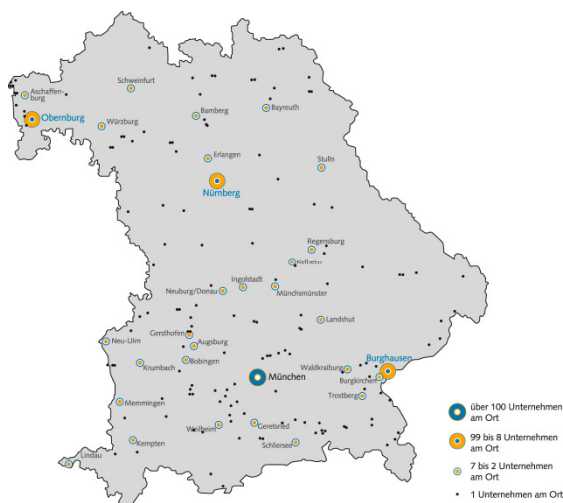 Schweinfurt
Aschaffen-
burg
Obernburg
Würzburg
Bamberg
Bayreuth
Erlangen
Stulln
Nürnberg
Regensburg
Kelheim
Ingolstadt
Neuburg/Donau
Münchsmünster
Landshut
Gersthofen
Neu-Ulm
Augsburg
Bobingen
Krumbach
Burghausen
Waldkraiburg
Burgkirchen
München
Trostberg
Memmingen
Weilheim
Geretsried
Kempten
Schliersee
Lindau
über 100 Unternehmen
am Ort
99 bis 8 Unternehmen
am Ort
7 bis 2 Unternehmen
am Ort
1 Unternehmen am Ort